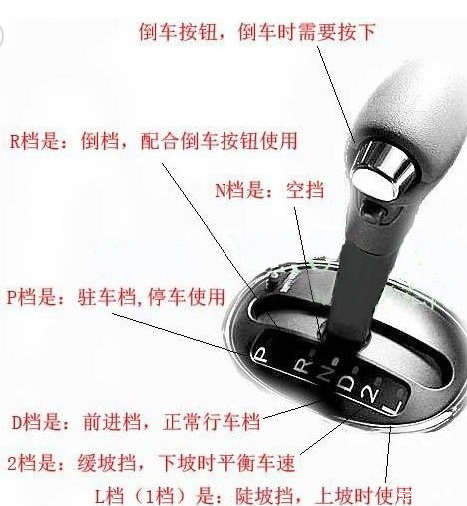 倒车按钮，倒车时需要按下
R档是：倒档，配合倒车按钮使用
N档是：空挡
P档是：驻车档,停车使用
P R N D 2 L
D档是：前进档，正常行车档
2档是：缓坡挡，下坡时平衡车速
L档（1档）是：陡坡挡，上坡时使用